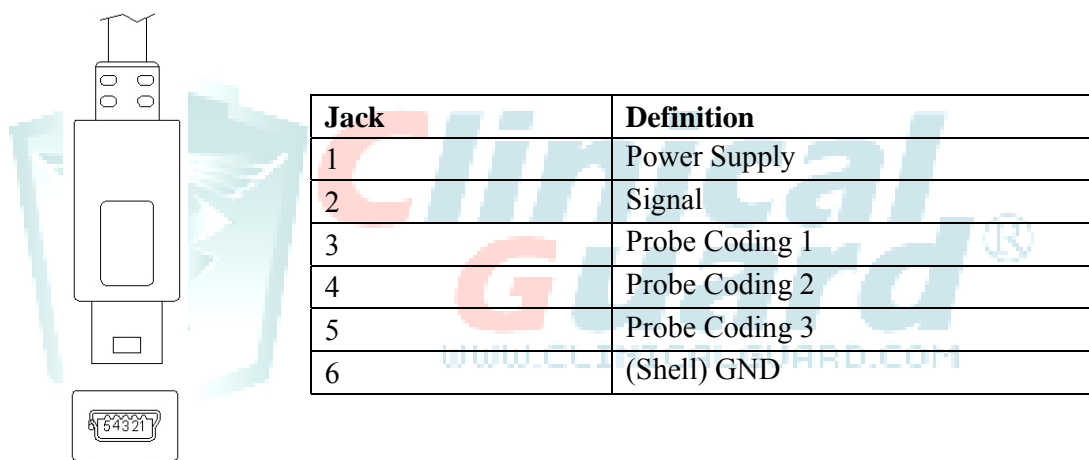 Jack Definition
1 Power Supply
2 Signal
3 Probe Coding 1
4 Probe Coding 2
5 Probe Coding 3
6 (Shell) GND
Clinical
Guard®
WWW.CLINICALGUARD.COM
6 54321